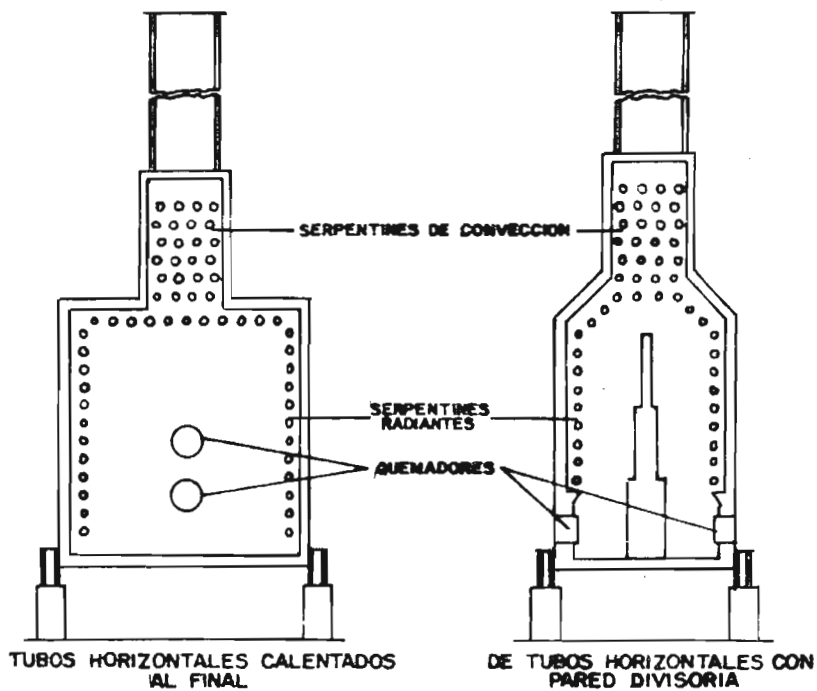 SERPENTINES DE CONVECCION
SERPENTINES
RADIANTES
QUEMADORES
TUBOS HORIZONTALES CALENTADOS
AL FINAL
DE TUBOS HORIZONTALES CON
PARED DIVISORIA